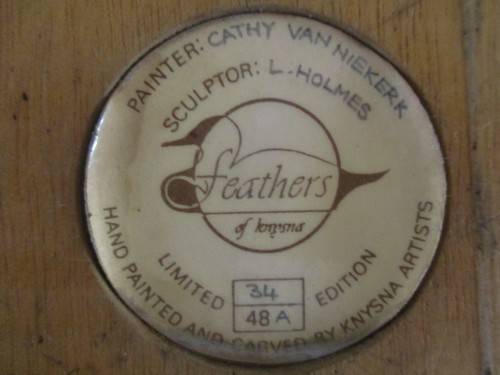 PAINTER: CATHY VAN NIEKERK
SCULPTOR: L. HOLMES
feathers
of knysna
LIMITED 34 EDITION
48 A
HAND PAINTED AND CARVED BY KNYSNA ARTISTS